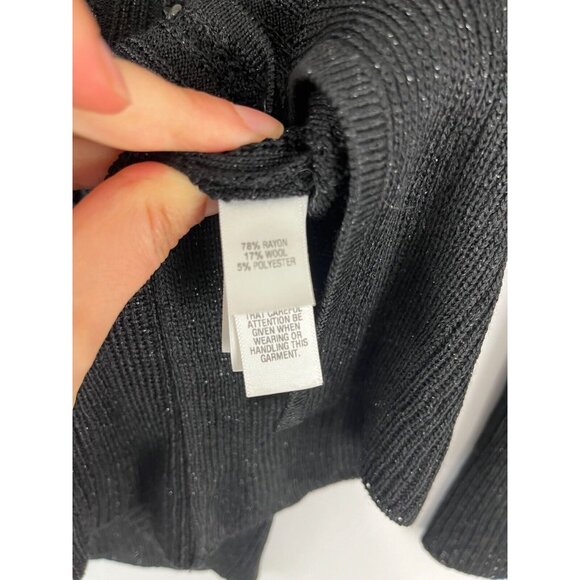 78% RAYON
17% WOOL
5% POLYESTER
THAT CAREFUL
ATTENTION BE
GIVEN WHEN
WEARING OR
HANDLING THIS
GARMENT.